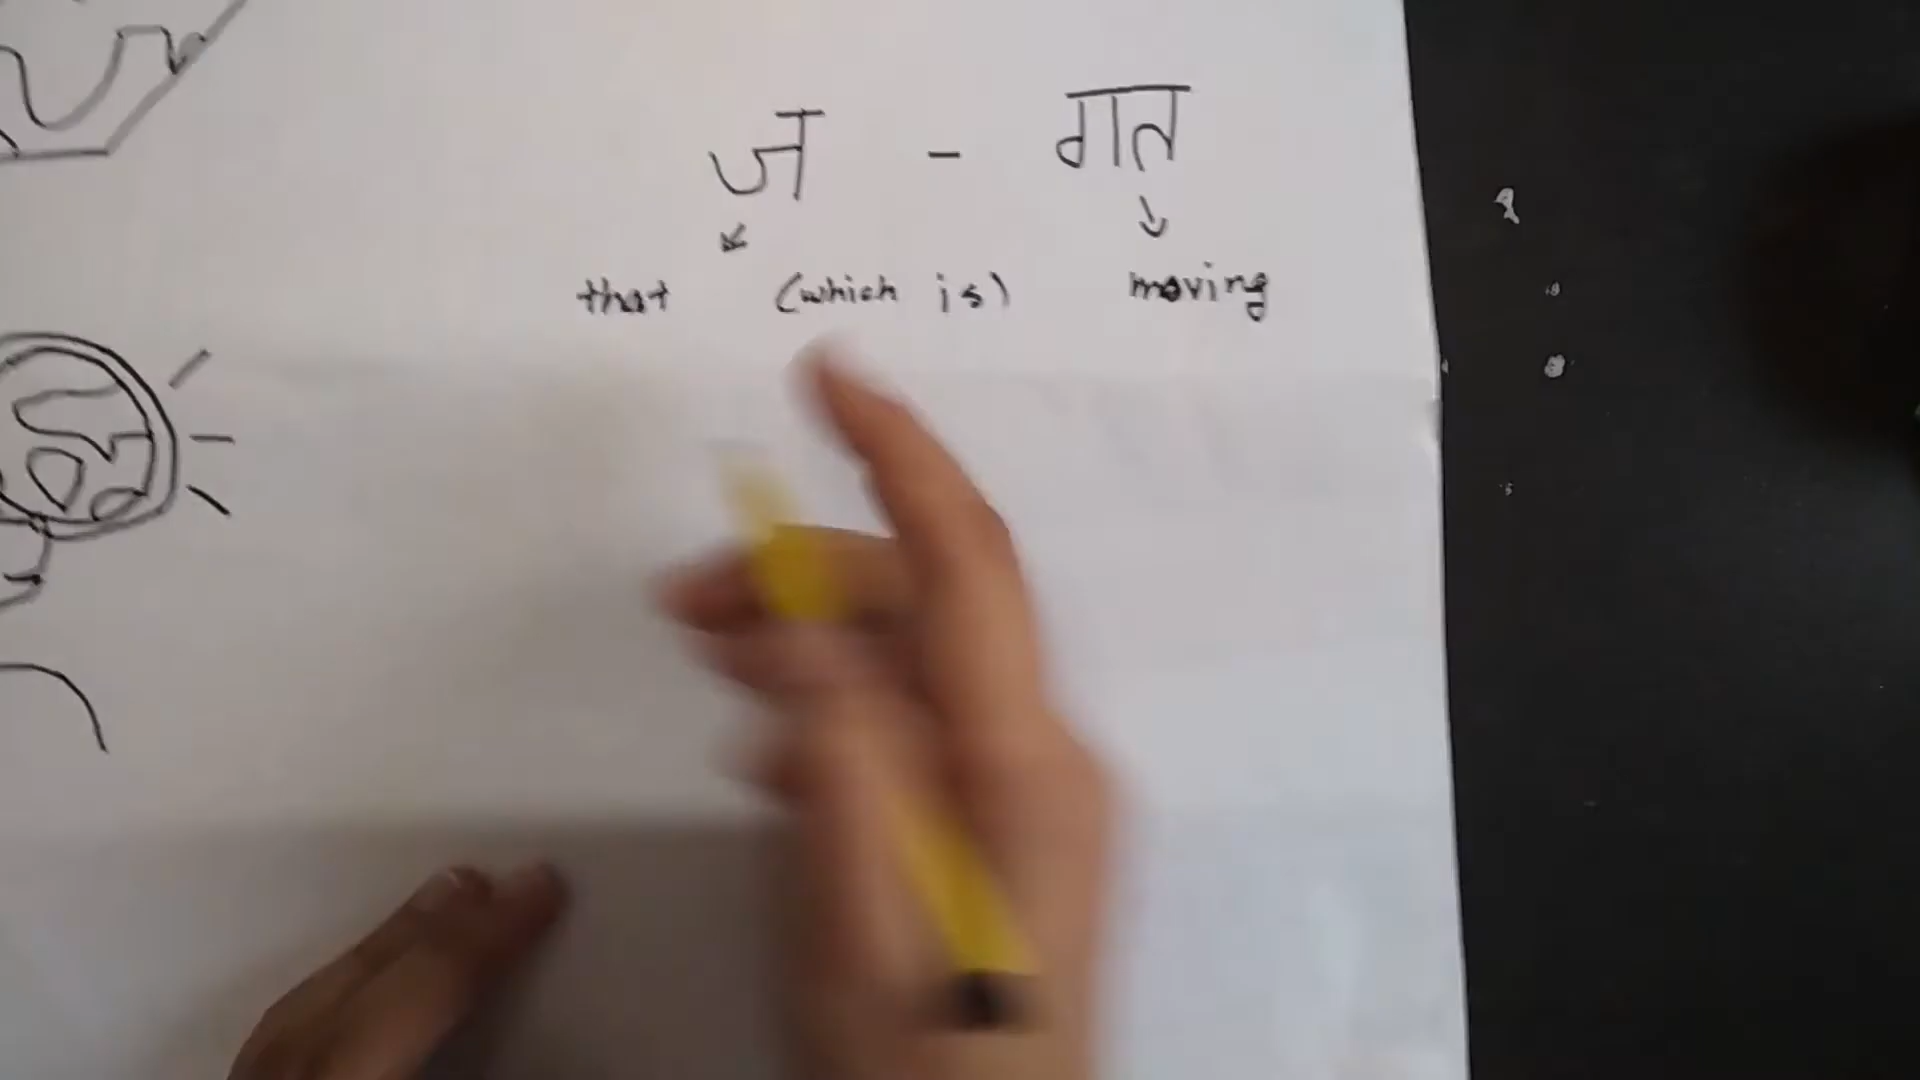 ज - गत
that (which is) moving